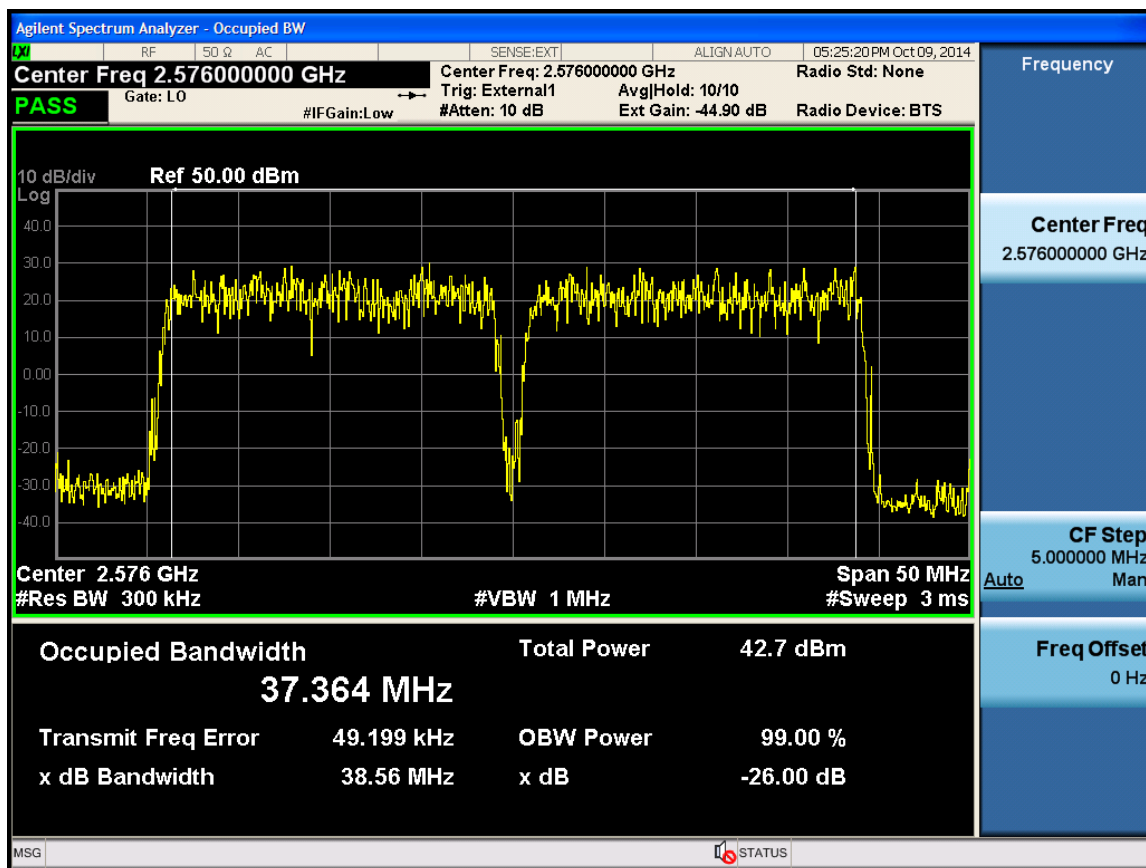 Agilent Spectrum Analyzer - Occupied BW
LXI RF 50 Ω AC SENSE:EXT ALIGN AUTO 05:25:20 PM Oct 09, 2014
Center Freq 2.576000000 GHz
PASS
Gate: LO
#IFGain:Low
Center Freq: 2.576000000 GHz
Trig: External1 Avg|Hold: 10/10
#Atten: 10 dB Ext Gain: -44.90 dB
Radio Std: None
Radio Device: BTS
10 dB/div Ref 50.00 dBm
Log
40.0
30.0
20.0
10.0
0.00
-10.0
-20.0
-30.0
-40.0
Center 2.576 GHz Span 50 MHz
#Res BW 300 kHz #VBW 1 MHz #Sweep 3 ms
Occupied Bandwidth Total Power 42.7 dBm
37.364 MHz
Transmit Freq Error 49.199 kHz OBW Power 99.00 %
x dB Bandwidth 38.56 MHz x dB -26.00 dB
Frequency
Center Freq
2.576000000 GHz
CF Step
5.000000 MHz
Auto Man
Freq Offset
0 Hz
MSG STATUS